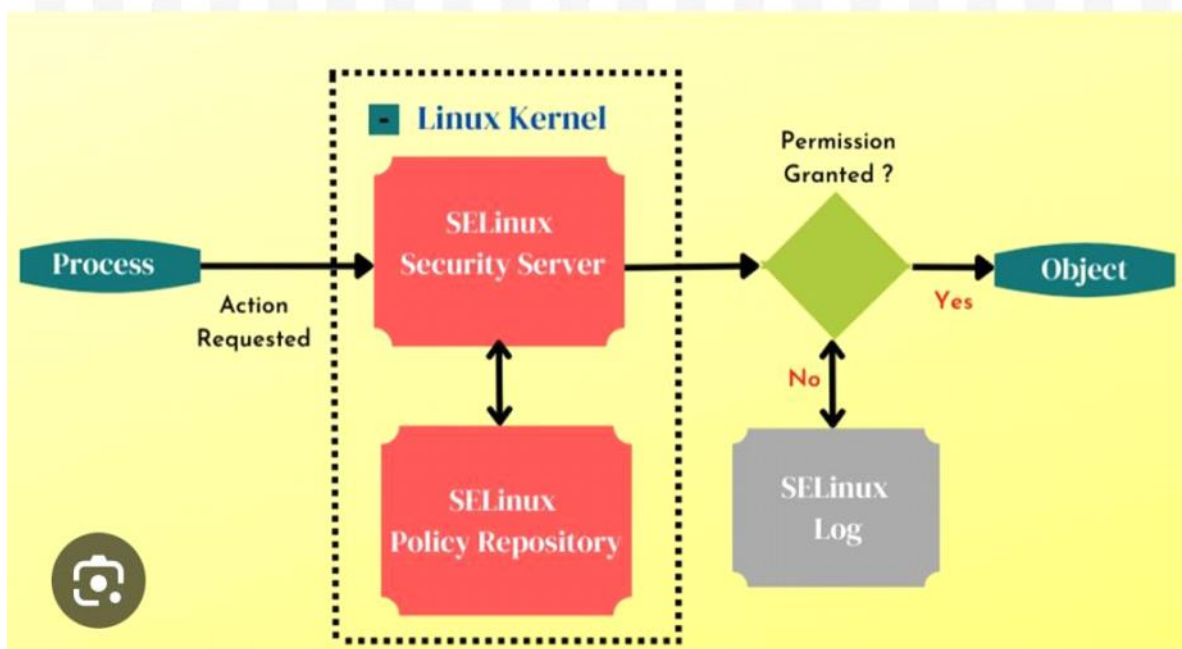 - Linux Kernel
Permission
Granted ?
SELinux
Security Server
Process
Object
Action
Requested
Yes
No
SELinux
Policy Repository
SELinux
Log